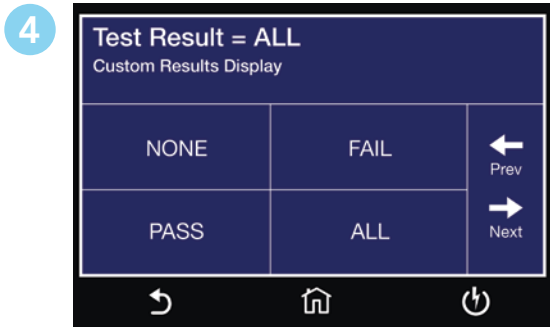 4
Test Result = ALL
Custom Results Display
NONE
FAIL
Prev
PASS
ALL
Next